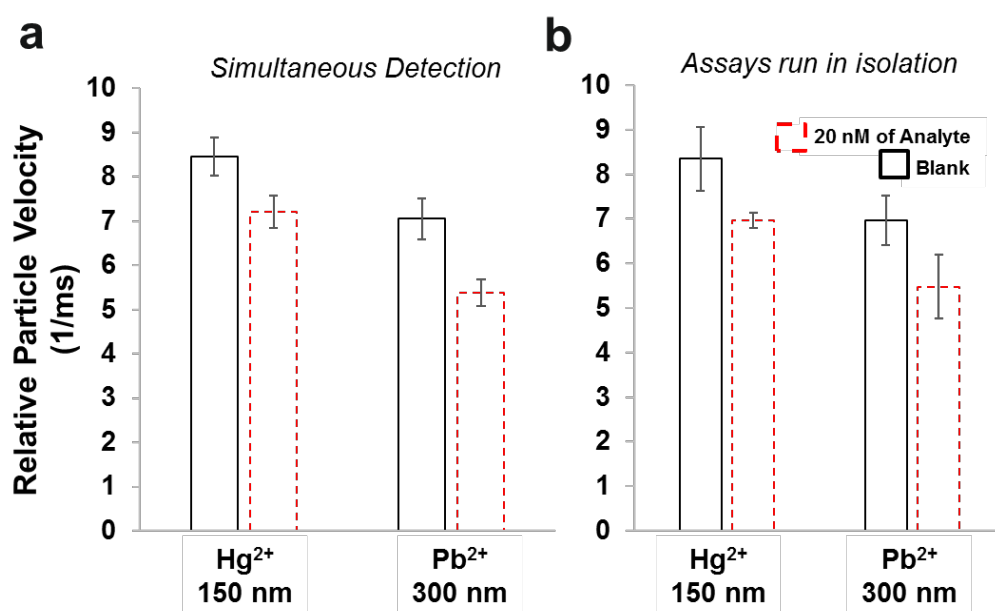 a
Simultaneous Detection
Relative Particle Velocity
(1/ms)
10
9
8
7
6
5
4
3
2
1
0
Hg²⁺
150 nm
Pb²⁺
300 nm
b
Assays run in isolation
20 nM of Analyte
Blank
10
9
8
7
6
5
4
3
2
1
0
Hg²⁺
150 nm
Pb²⁺
300 nm